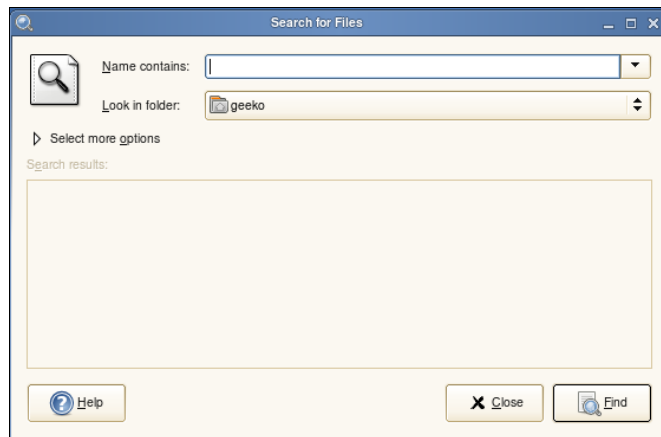 Search for Files
Name contains:
Look in folder: geeko
Select more options
Search results:
Help Close Find